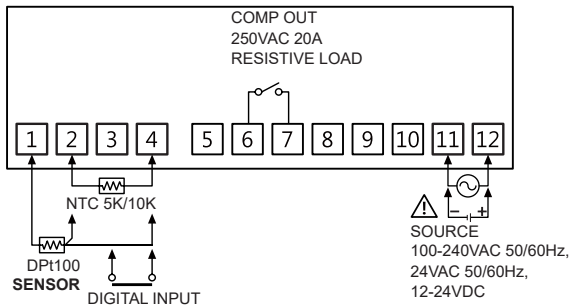 COMP OUT
250VAC 20A
RESISTIVE LOAD
1 2 3 4 5 6 7 8 9 10 11 12
NTC 5K/10K
DPt100
SENSOR
DIGITAL INPUT
− +
SOURCE
100-240VAC 50/60Hz,
24VAC 50/60Hz,
12-24VDC